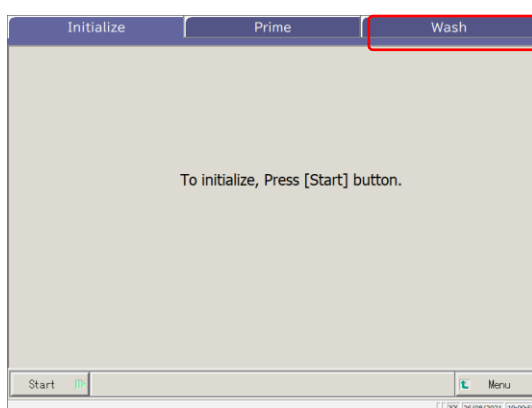 Initialize Prime Wash
To initialize, Press [Start] button.
Start Menu